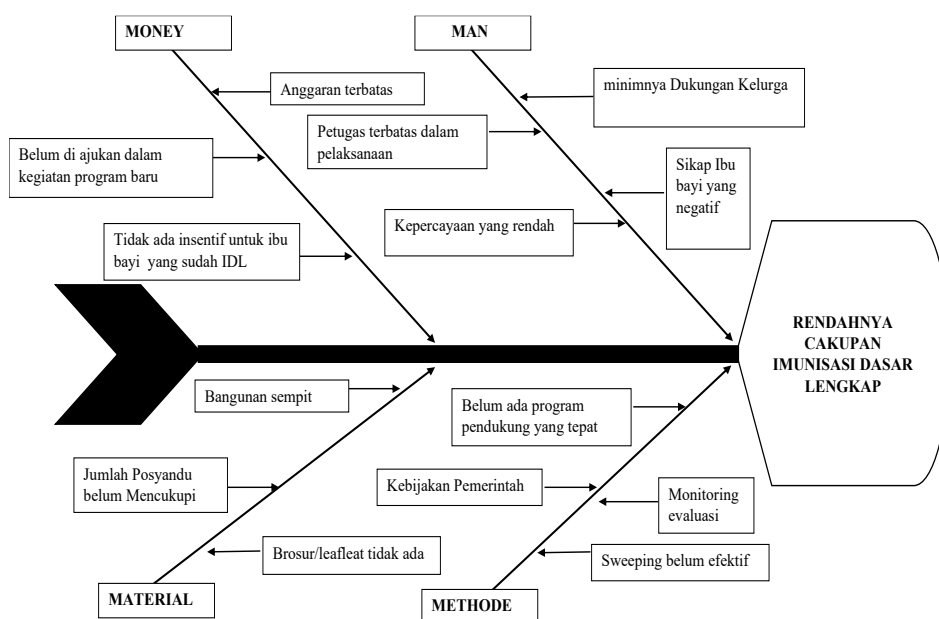 MONEY
MAN
Anggaran terbatas
minimnya Dukungan Kelurga
Petugas terbatas dalam
pelaksanaan
Belum di ajukan dalam
kegiatan program baru
Sikap Ibu
bayi yang
negatif
Kepercayaan yang rendah
Tidak ada insentif untuk ibu
bayi yang sudah IDL
RENDAHNYA
CAKUPAN
IMUNISASI DASAR
LENGKAP
Bangunan sempit
Belum ada program
pendukung yang tepat
Jumlah Posyandu
belum Mencukupi
Kebijakan Pemerintah
Monitoring
evaluasi
Brosur/leafleat tidak ada
Sweeping belum efektif
MATERIAL
METHODE